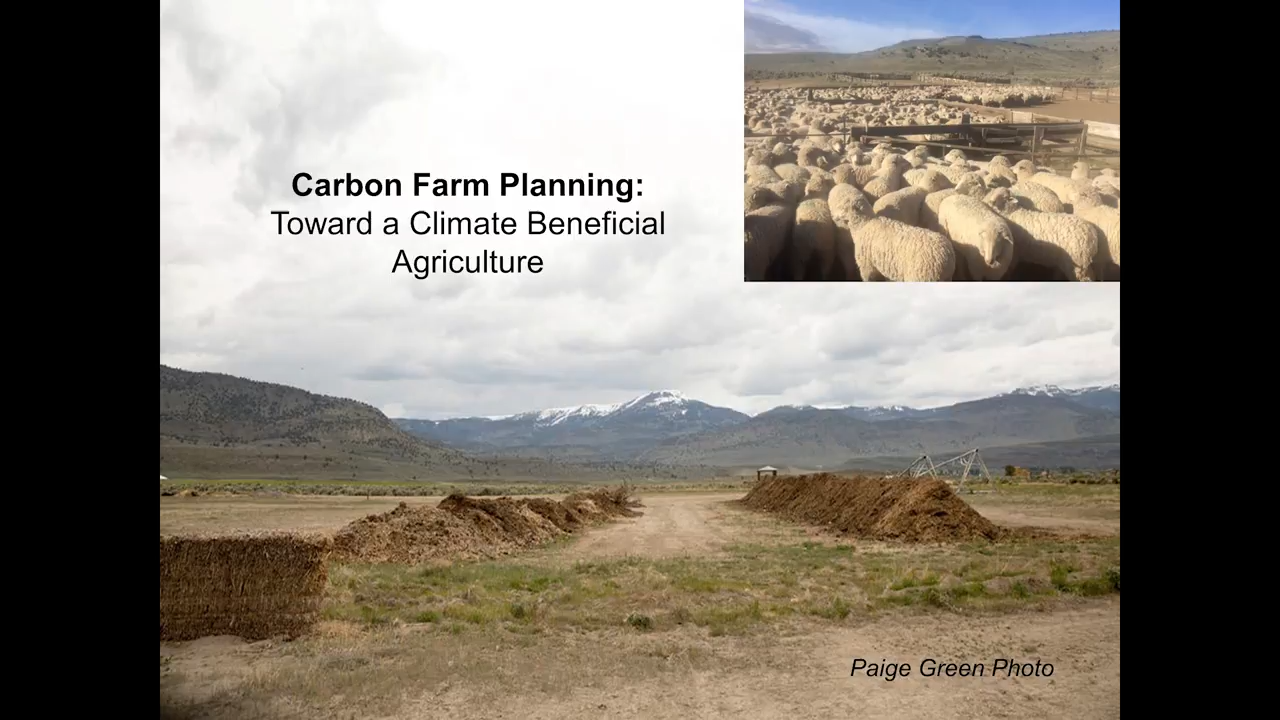 Carbon Farm Planning:
Toward a Climate Beneficial
Agriculture
Paige Green Photo